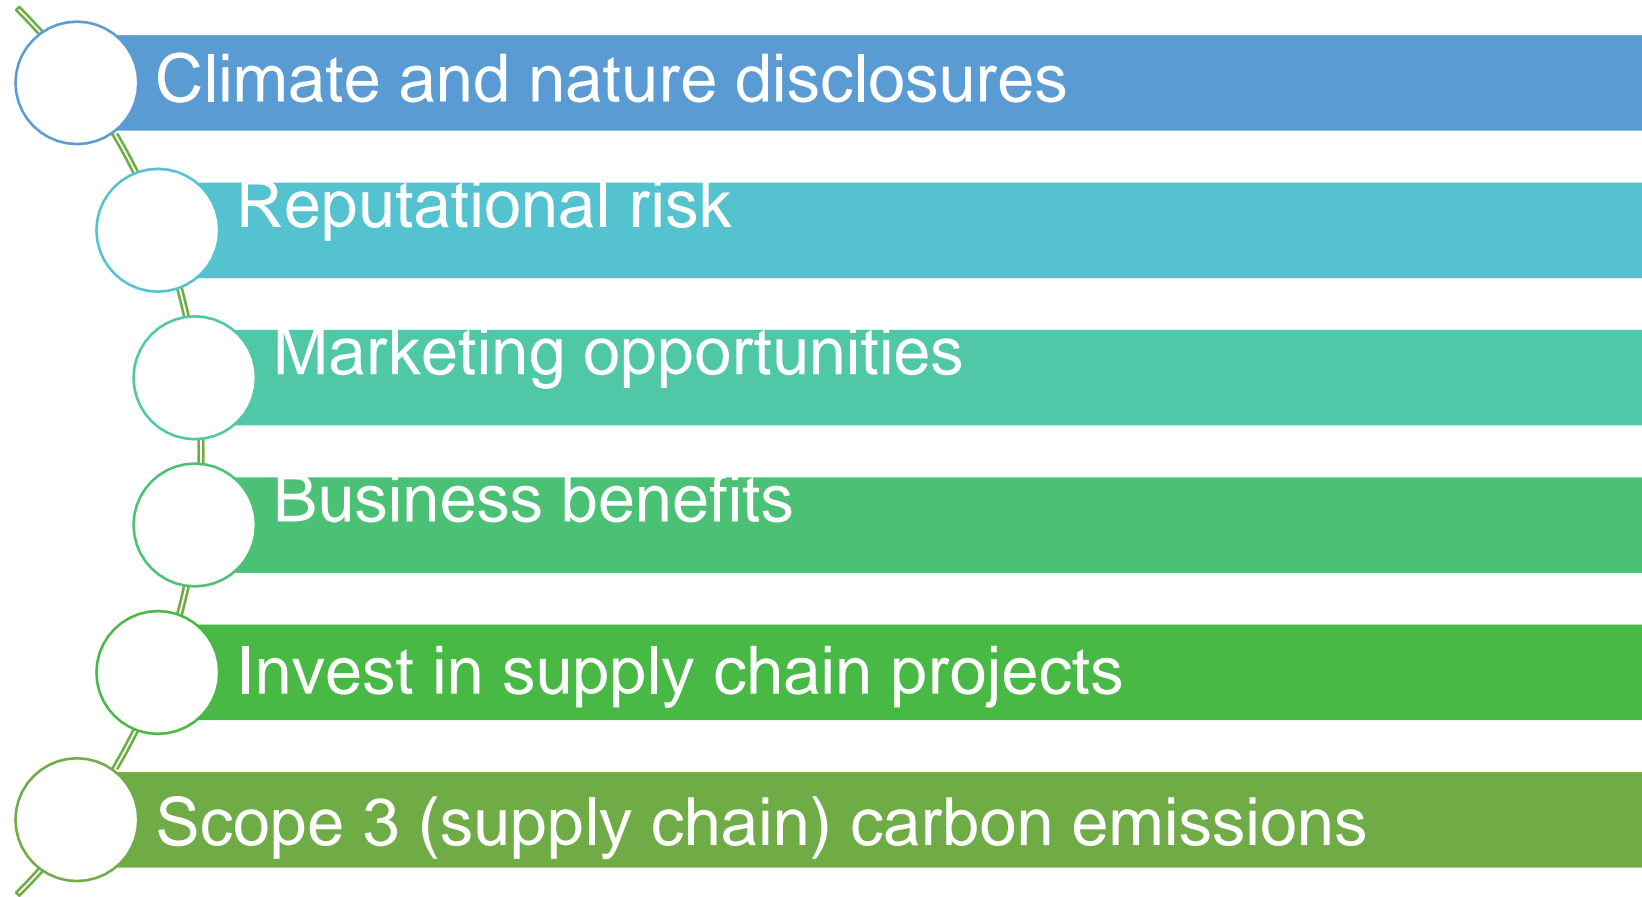 Climate and nature disclosures
Reputational risk
Marketing opportunities
Business benefits
Invest in supply chain projects
Scope 3 (supply chain) carbon emissions